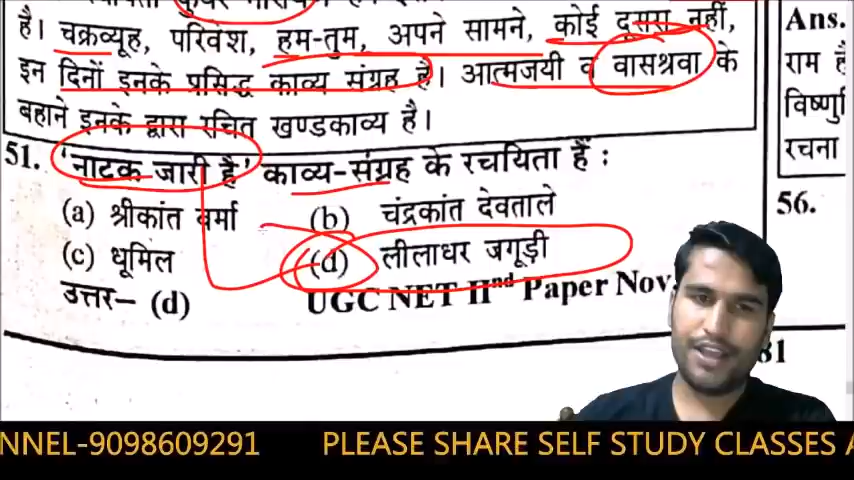 है। चक्रव्यूह, परिवेश, हम-तुम, अपने सामने, कोई दूसरा नहीं,
इन दिनों इनके प्रसिद्ध काव्य संग्रह है। आत्मजयी व वासश्रवा के
बहाने इनके द्वारा रचित खण्डकाव्य है।
51. 'नाटक जारी है' काव्य-संग्रह के रचयिता हैं :
(a) श्रीकांत वर्मा (b) चंद्रकांत देवताले
(c) धूमिल (d) लीलाधर जगूड़ी
उत्तर– (d) UGC NET IInd Paper Nov.
Ans.
राम है
रचना
56.
81
NNEL-9098609291 PLEASE SHARE SELF STUDY CLASSES